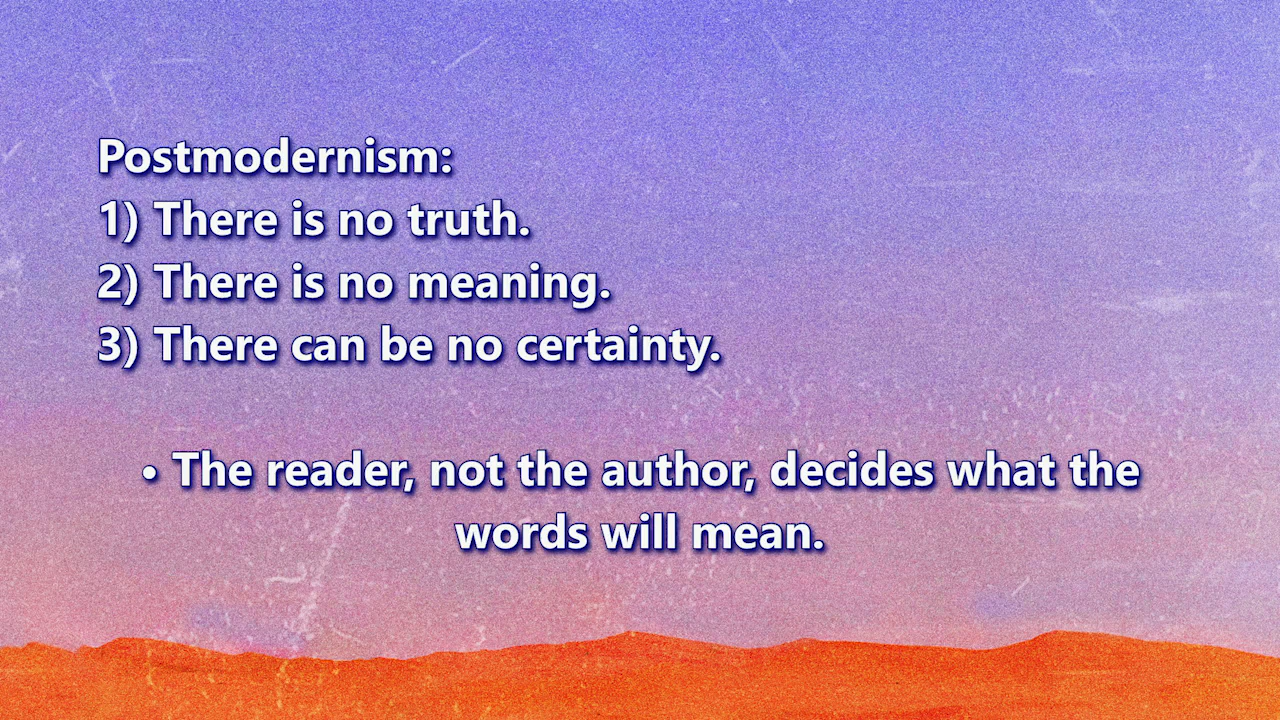 Postmodernism:
1) There is no truth.
2) There is no meaning.
3) There can be no certainty.
• The reader, not the author, decides what the
words will mean.